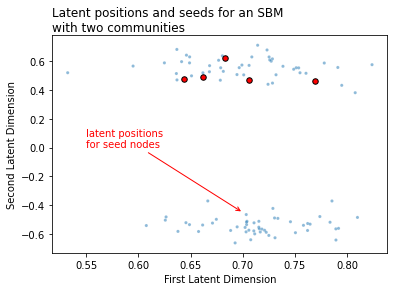 Latent positions and seeds for an SBM
with two communities
Second Latent Dimension
0.6
0.4
0.2
0.0
−0.2
−0.4
−0.6
latent positions
for seed nodes
0.55
0.60
0.65
0.70
0.75
0.80
First Latent Dimension